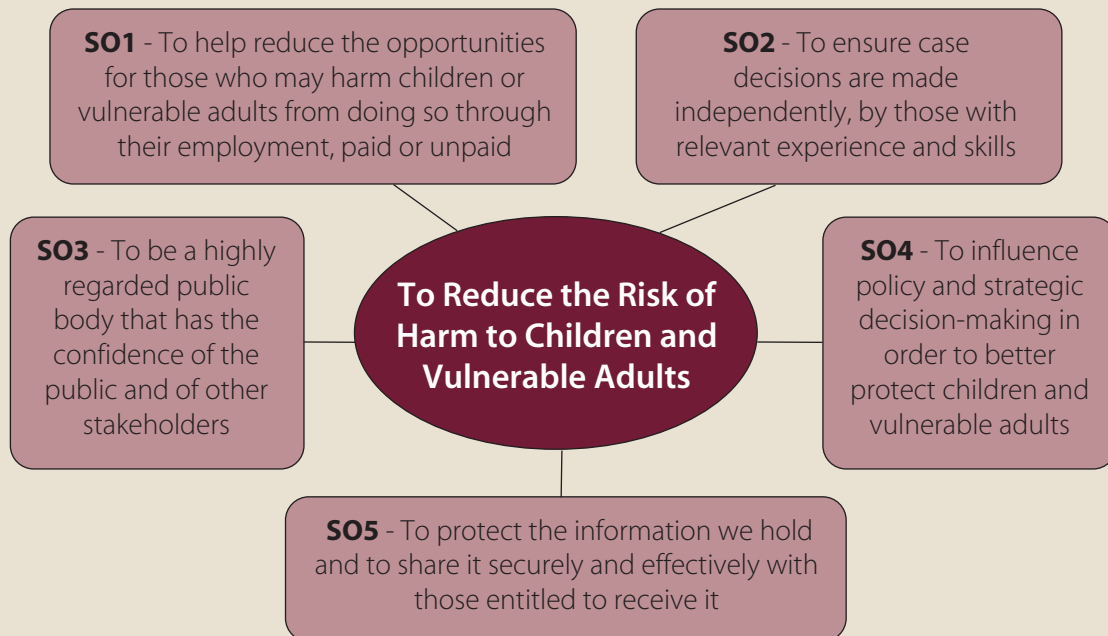 SO1 - To help reduce the opportunities
for those who may harm children or
vulnerable adults from doing so through
their employment, paid or unpaid
SO2 - To ensure case
decisions are made
independently, by those with
relevant experience and skills
SO3 - To be a highly
regarded public
body that has the
confidence of the
public and of other
stakeholders
To Reduce the Risk of
Harm to Children and
Vulnerable Adults
SO4 - To influence
policy and strategic
decision-making in
order to better
protect children and
vulnerable adults
SO5 - To protect the information we hold
and to share it securely and effectively with
those entitled to receive it